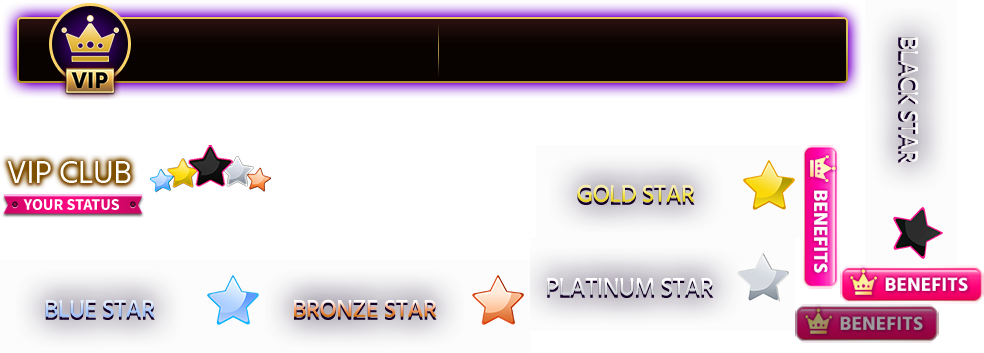 VIP
BLACK STAR
VIP CLUB
YOUR STATUS
GOLD STAR
BENEFITS
PLATINUM STAR
BENEFITS
BLUE STAR
BRONZE STAR
BENEFITS